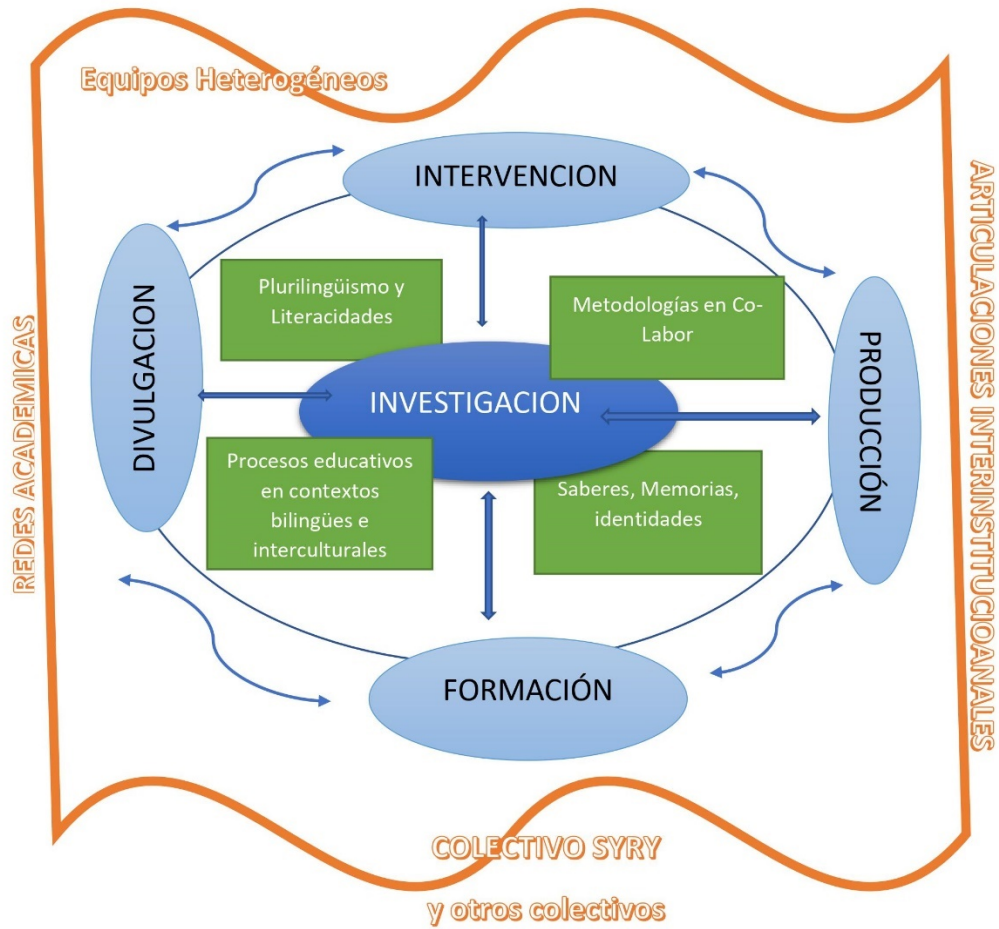 Equipos Heterogéneos
INTERVENCION
Plurilingüismo y
Literacidades
Metodologías en Co-
Labor
DIVULGACION
INVESTIGACION
PRODUCCIÓN
Procesos educativos
en contextos
bilingües e
interculturales
Saberes, Memorias,
identidades
FORMACIÓN
REDES ACADEMICAS
ARTICULACIONES INTERINSTITUCIOANALES
COLECTIVO SYRY
y otros colectivos